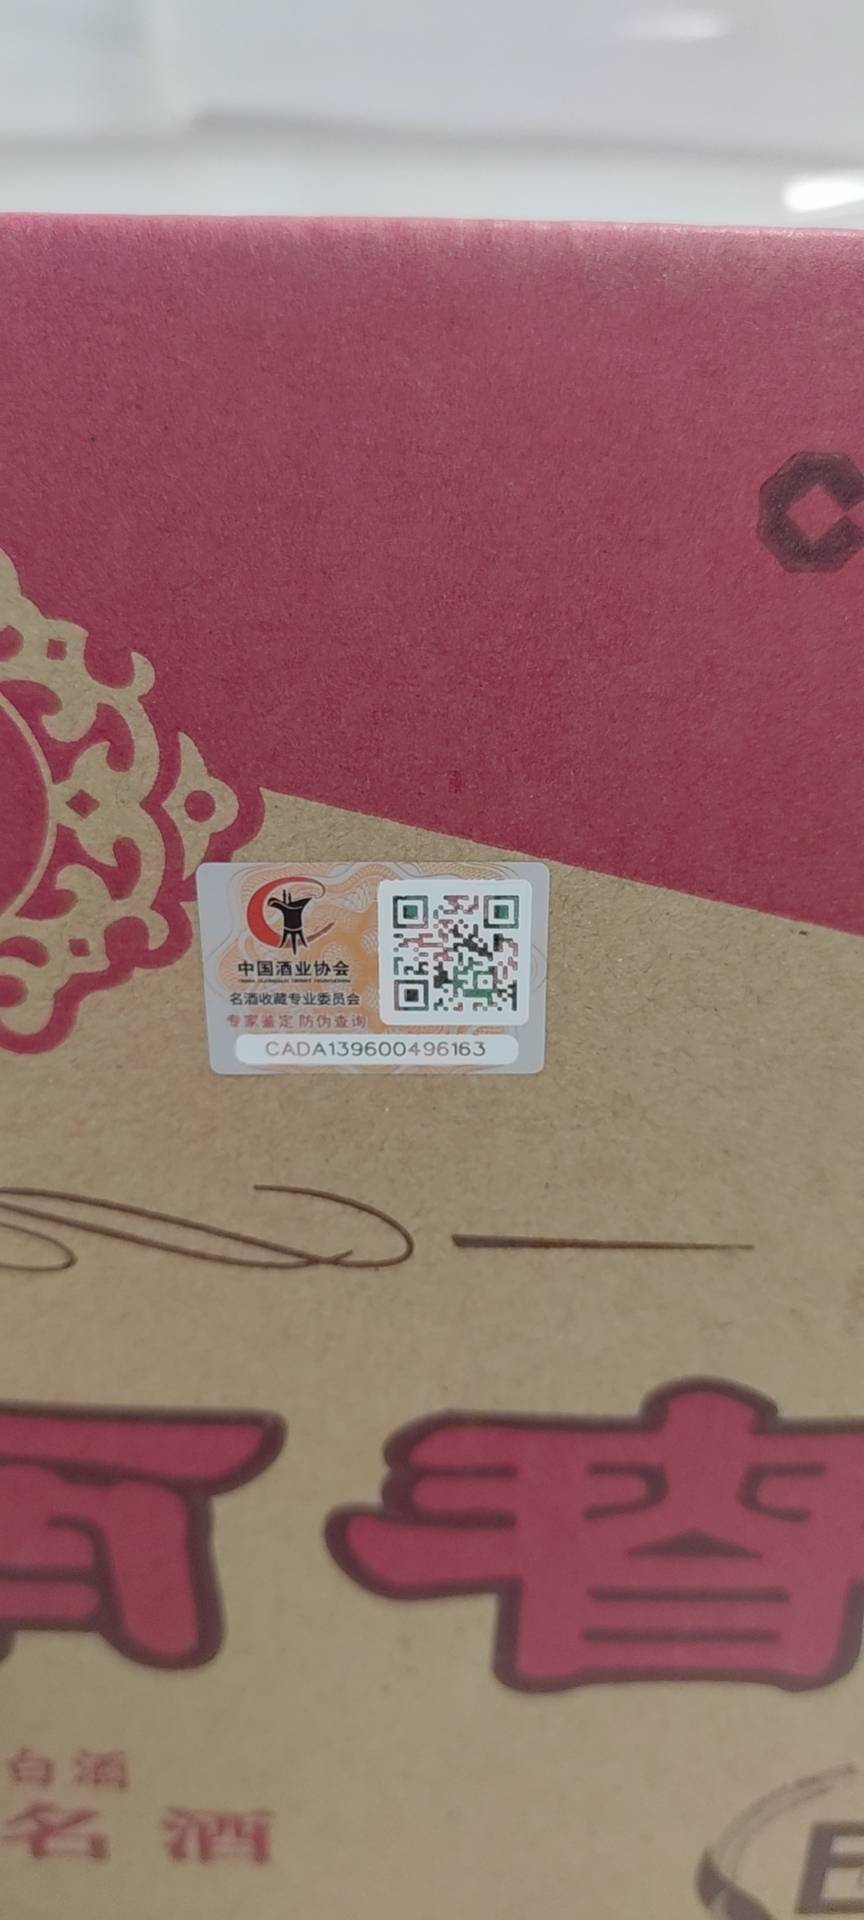 中国酒业协会
名酒收藏专业委员会
专家鉴定 防伪查询
CADA139600496163
春
白酒
名酒